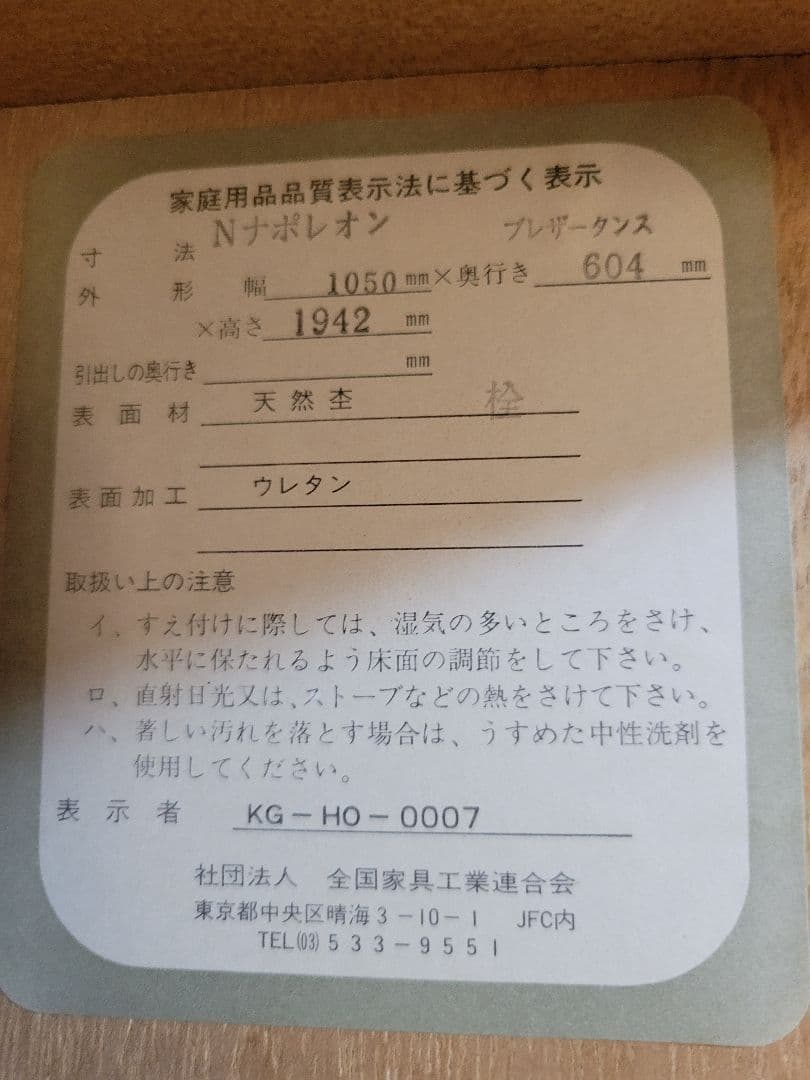 家庭用品品質表示法に基づく表示
Nナポレオン ブレザータンス
寸法
外形 幅 1050 mm×奥行き 604 mm
×高さ 1942 mm
引出しの奥行き mm
表面材 天然杢 栓
表面加工 ウレタン
取扱い上の注意
イ、すえ付けに際しては、湿気の多いところをさけ、
水平に保たれるよう床面の調節をして下さい。
ロ、直射日光又は、ストーブなどの熱をさけて下さい。
ハ、著しい汚れを落とす場合は、うすめた中性洗剤を
使用してください。
表示者 KG-HO-0007
社団法人 全国家具工業連合会
東京都中央区晴海3-10-1 JFC内
TEL(03)533-9551